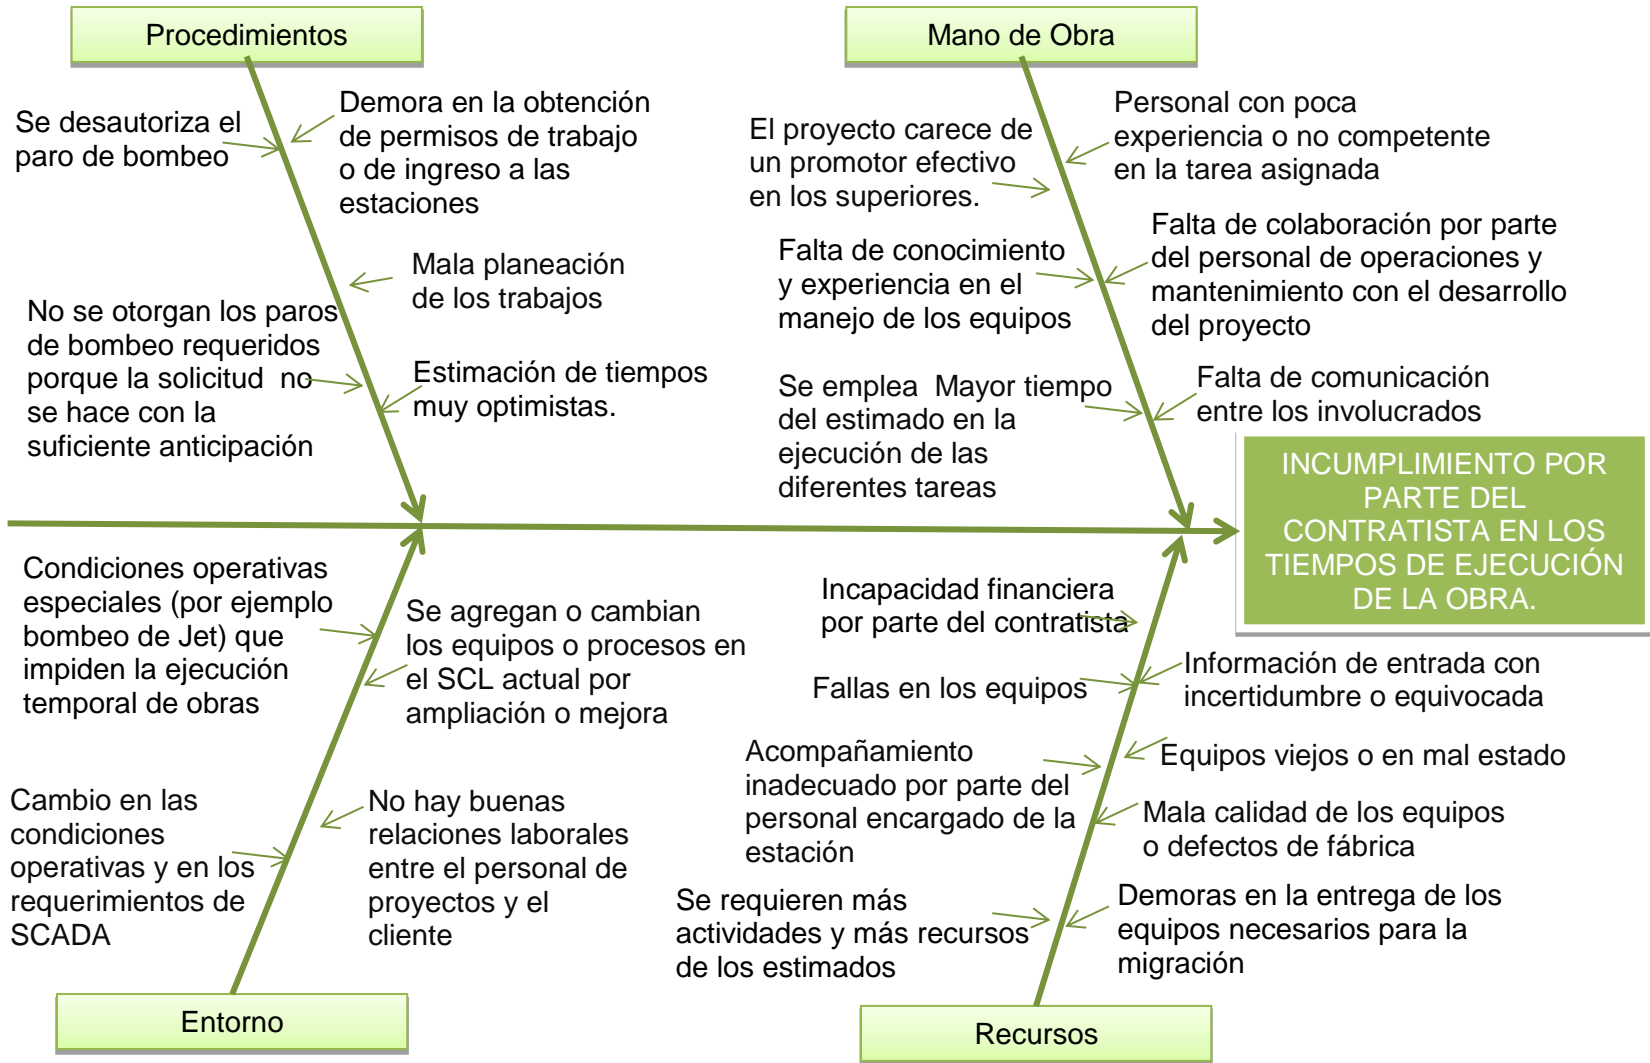 Procedimientos
Se desautoriza el
paro de bombeo
Demora en la obtención
de permisos de trabajo
o de ingreso a las
estaciones
Mala planeación
de los trabajos
No se otorgan los paros
de bombeo requeridos
porque la solicitud no
se hace con la
suficiente anticipación
Estimación de tiempos
muy optimistas.
Mano de Obra
El proyecto carece de
un promotor efectivo
en los superiores.
Personal con poca
experiencia o no competente
en la tarea asignada
Falta de conocimiento
y experiencia en el
manejo de los equipos
Falta de colaboración por parte
del personal de operaciones y
mantenimiento con el desarrollo
del proyecto
Se emplea Mayor tiempo
del estimado en la
ejecución de las
diferentes tareas
Falta de comunicación
entre los involucrados
INCUMPLIMIENTO POR
PARTE DEL
CONTRATISTA EN LOS
TIEMPOS DE EJECUCIÓN
DE LA OBRA.
Condiciones operativas
especiales (por ejemplo
bombeo de Jet) que
impiden la ejecución
temporal de obras
Se agregan o cambian
los equipos o procesos en
el SCL actual por
ampliación o mejora
Cambio en las
condiciones
operativas y en los
requerimientos de
SCADA
No hay buenas
relaciones laborales
entre el personal de
proyectos y el
cliente
Entorno
Incapacidad financiera
por parte del contratista
Fallas en los equipos
Información de entrada con
incertidumbre o equivocada
Acompañamiento
inadecuado por parte del
personal encargado de la
estación
Equipos viejos o en mal estado
Mala calidad de los equipos
o defectos de fábrica
Se requieren más
actividades y más recursos
de los estimados
Demoras en la entrega de los
equipos necesarios para la
migración
Recursos